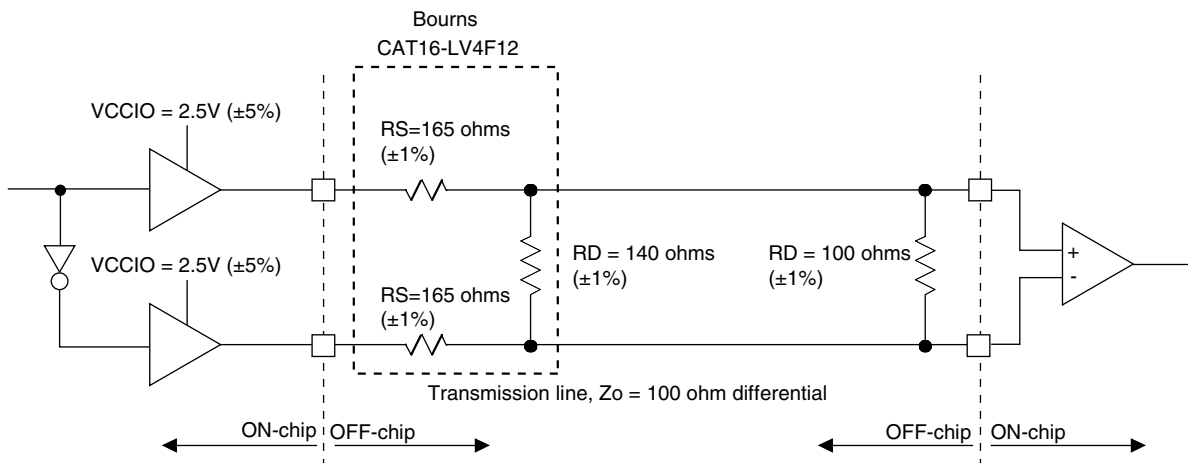 Bourns
CAT16-LV4F12
VCCIO = 2.5V (±5%)
RS=165 ohms
(±1%)
RD = 140 ohms
(±1%)
RD = 100 ohms
(±1%)
+
-
VCCIO = 2.5V (±5%)
RS=165 ohms
(±1%)
Transmission line, Zo = 100 ohm differential
ON-chip
OFF-chip
OFF-chip
ON-chip